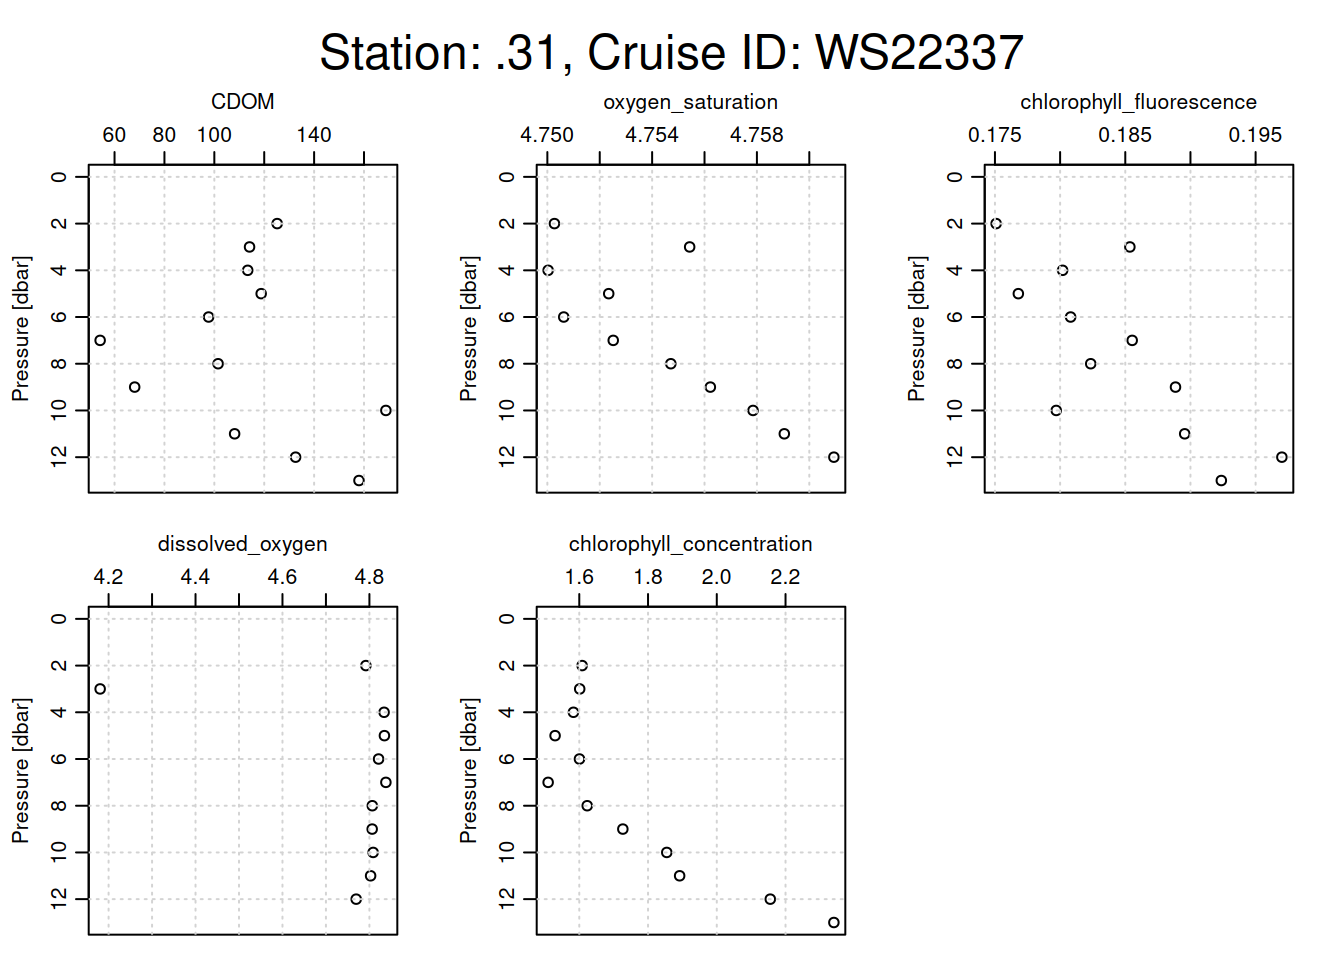 Station: .31, Cruise ID: WS22337
CDOM
60 80 100 140
0 2 4 6 8 10 12
Pressure [dbar]
oxygen_saturation
4.750 4.754 4.758
0 2 4 6 8 10 12
Pressure [dbar]
chlorophyll_fluorescence
0.175 0.185 0.195
0 2 4 6 8 10 12
Pressure [dbar]
dissolved_oxygen
4.2 4.4 4.6 4.8
0 2 4 6 8 10 12
Pressure [dbar]
chlorophyll_concentration
1.6 1.8 2.0 2.2
0 2 4 6 8 10 12
Pressure [dbar]